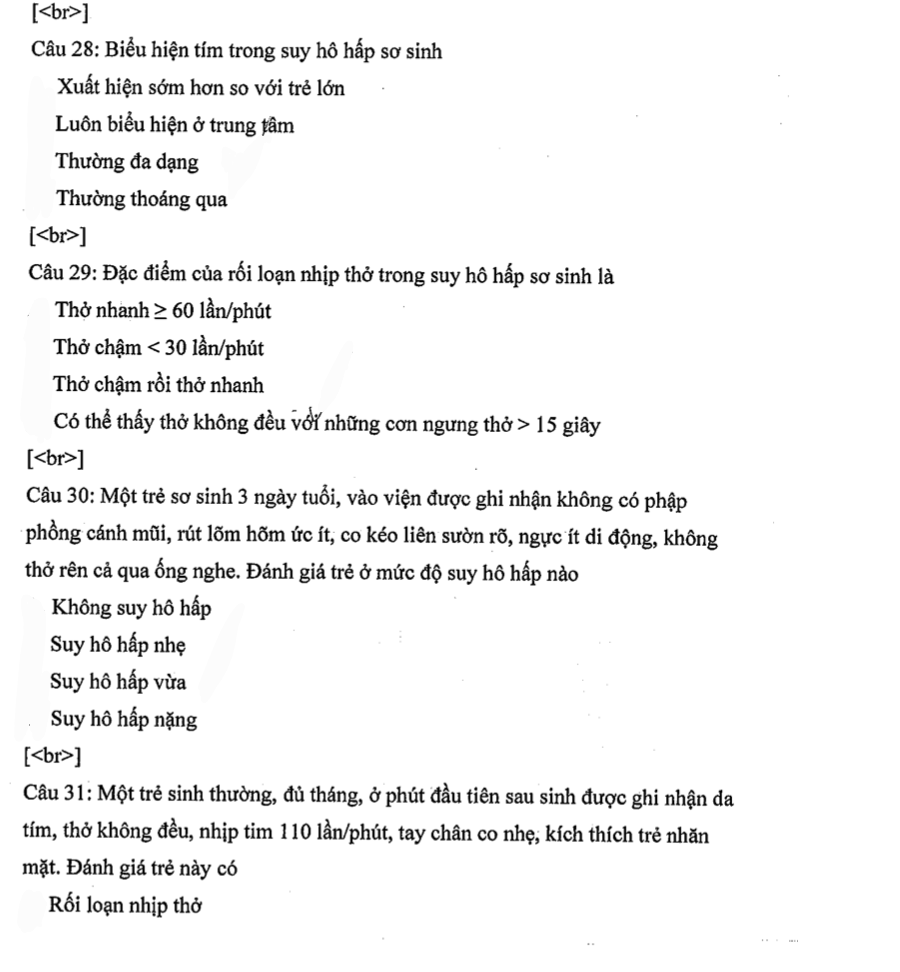 [<br>]
Câu 28: Biểu hiện tím trong suy hô hấp sơ sinh
Xuất hiện sớm hơn so với trẻ lớn
Luôn biểu hiện ở trung tâm
Thường đa dạng
Thường thoáng qua
[<br>]
Câu 29: Đặc điểm của rối loạn nhịp thở trong suy hô hấp sơ sinh là
Thở nhanh ≥ 60 lần/phút
Thở chậm < 30 lần/phút
Thở chậm rồi thở nhanh
Có thể thấy thở không đều với những cơn ngưng thở > 15 giây
[<br>]
Câu 30: Một trẻ sơ sinh 3 ngày tuổi, vào viện được ghi nhận không có phập
phồng cánh mũi, rút lõm hõm ức ít, co kéo liên sườn rõ, ngực ít di động, không
thở rên cả qua ống nghe. Đánh giá trẻ ở mức độ suy hô hấp nào
Không suy hô hấp
Suy hô hấp nhẹ
Suy hô hấp vừa
Suy hô hấp nặng
[<br>]
Câu 31: Một trẻ sinh thường, đủ tháng, ở phút đầu tiên sau sinh được ghi nhận da
tím, thở không đều, nhịp tim 110 lần/phút, tay chân co nhẹ, kích thích trẻ nhăn
mặt. Đánh giá trẻ này có
Rối loạn nhịp thở